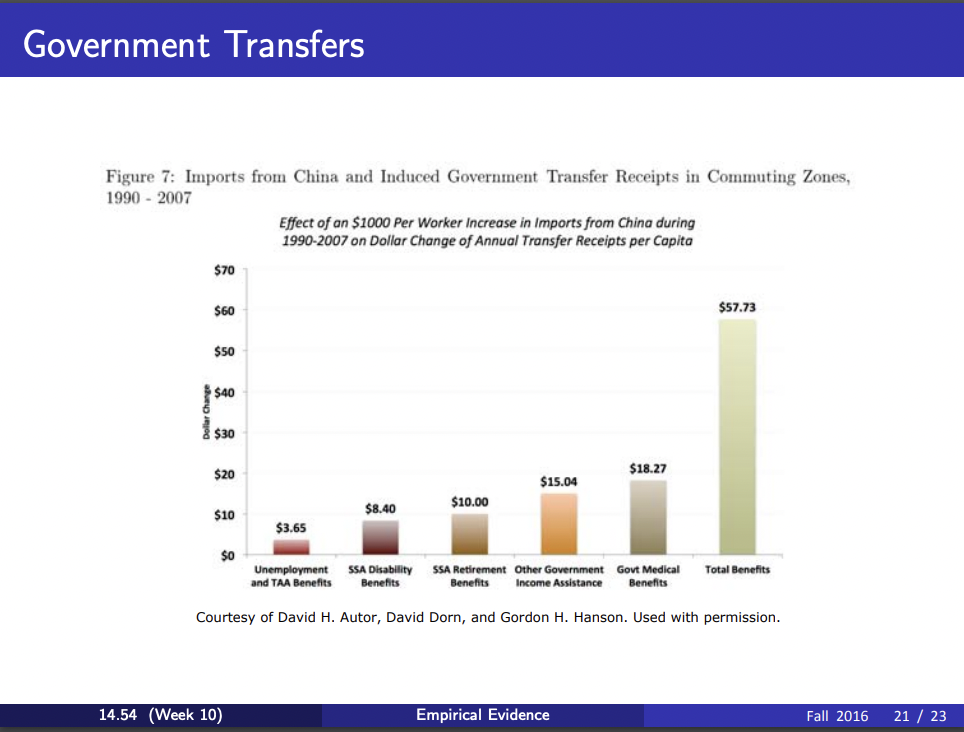 Government Transfers
Figure 7: Imports from China and Induced Government Transfer Receipts in Commuting Zones,
1990 - 2007
Effect of an $1000 Per Worker Increase in Imports from China during
1990-2007 on Dollar Change of Annual Transfer Receipts per Capita
$70
$60
$50
$40
$30
$20
$10
$0
Dollar Change
$3.65
$8.40
$10.00
$15.04
$18.27
$57.73
Unemployment
and TAA Benefits
SSA Disability
Benefits
SSA Retirement
Benefits
Other Government
Income Assistance
Govt Medical
Benefits
Total Benefits
Courtesy of David H. Autor, David Dorn, and Gordon H. Hanson. Used with permission.
14.54 (Week 10)
Empirical Evidence
Fall 2016
21 / 23